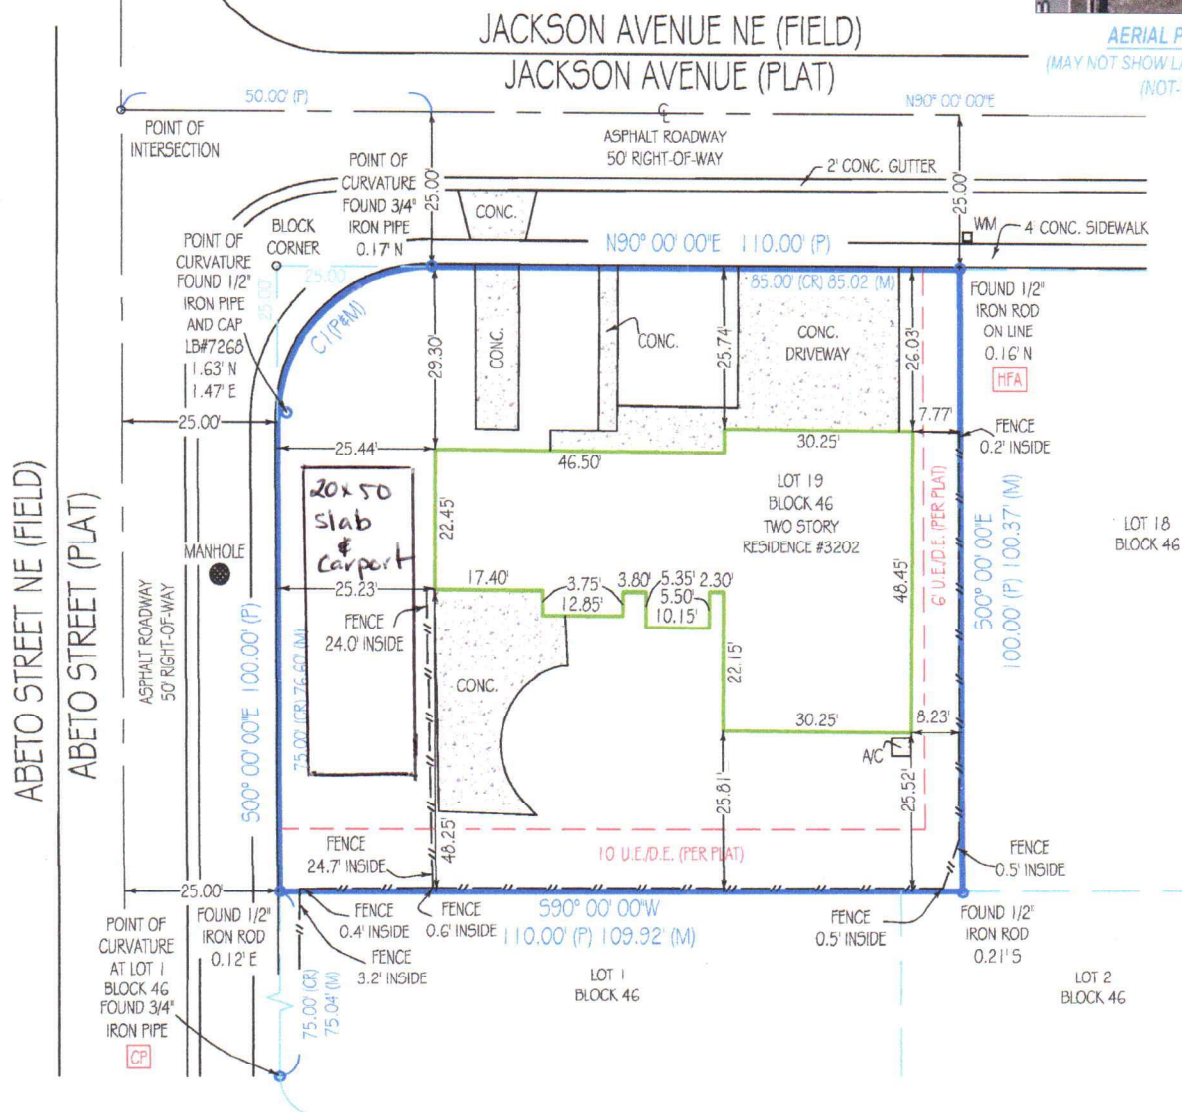 JACKSON AVENUE NE (FIELD)
JACKSON AVENUE (PLAT)
AERIAL P
(MAY NOT SHOW LA
(NOT-
50.00' (P)
N90° 00' 00"E
POINT OF
INTERSECTION
ASPHALT ROADWAY
50' RIGHT-OF-WAY
2' CONC. GUTTER
POINT OF
CURVATURE
FOUND 3/4"
IRON PIPE
0.17' N
25.00'
25.00'
CONC.
WM
4 CONC. SIDEWALK
BLOCK
CORNER
POINT OF
CURVATURE
FOUND 1/2"
IRON PIPE
AND CAP
LB#7268
1.63' N
1.47' E
N90° 00' 00"E 110.00' (P)
25.00'
25.00'
85.00' (CR) 85.02' (M)
C1 (P&M)
29.30'
CONC.
CONC.
25.74'
CONC.
DRIVEWAY
26.03'
FOUND 1/2"
IRON ROD
ON LINE
0.16' N
HFA
7.77'
FENCE
0.2' INSIDE
25.00'
25.44'
46.50'
30.25'
20 x 50
slab
&
carport
22.45'
LOT 19
BLOCK 46
TWO STORY
RESIDENCE #3202
6' U.E./D.E. (PER PLAT)
S00° 00' 00"E
100.00' (P) 100.37' (M)
LOT 18
BLOCK 46
ABETO STREET NE (FIELD)
ABETO STREET (PLAT)
MANHOLE
ASPHALT ROADWAY
50' RIGHT-OF-WAY
25.23'
17.40'
3.75'
3.80'
5.35'
2.30'
12.85'
5.50'
10.15'
48.45'
FENCE
24.0' INSIDE
S00° 00' 00"E 100.00' (P)
75.00' (CR) 76.60' (M)
CONC.
22.15'
30.25'
8.23'
A/C
48.25'
25.81'
25.52'
FENCE
24.7' INSIDE
10 U.E./D.E. (PER PLAT)
FENCE
0.5' INSIDE
25.00'
POINT OF
CURVATURE
AT LOT 1
BLOCK 46
FOUND 3/4"
IRON PIPE
CP
FOUND 1/2"
IRON ROD
0.12' E
FENCE
0.4' INSIDE
FENCE
0.6' INSIDE
FENCE
3.2' INSIDE
S90° 00' 00"W
110.00' (P) 109.92' (M)
FENCE
0.5' INSIDE
FOUND 1/2"
IRON ROD
0.21' S
75.00' (CR)
75.04' (M)
LOT 1
BLOCK 46
LOT 2
BLOCK 46